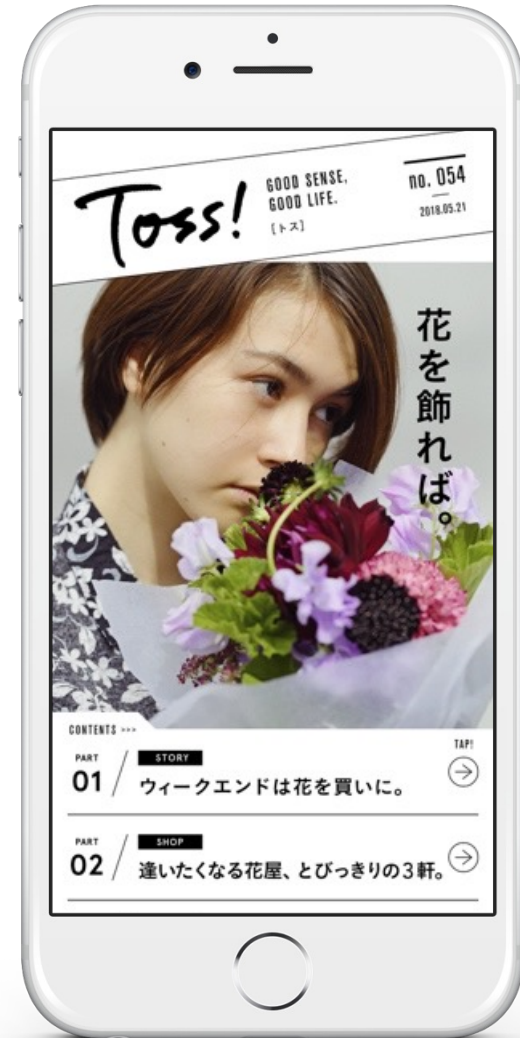 Toss!
GOOD SENSE,
GOOD LIFE.
[トス]
no. 054
2018.05.21
花を飾れば。
CONTENTS >>>
TAP!
PART
01
STORY
ウィークエンドは花を買いに。
PART
02
SHOP
逢いたくなる花屋、とびっきりの3軒。